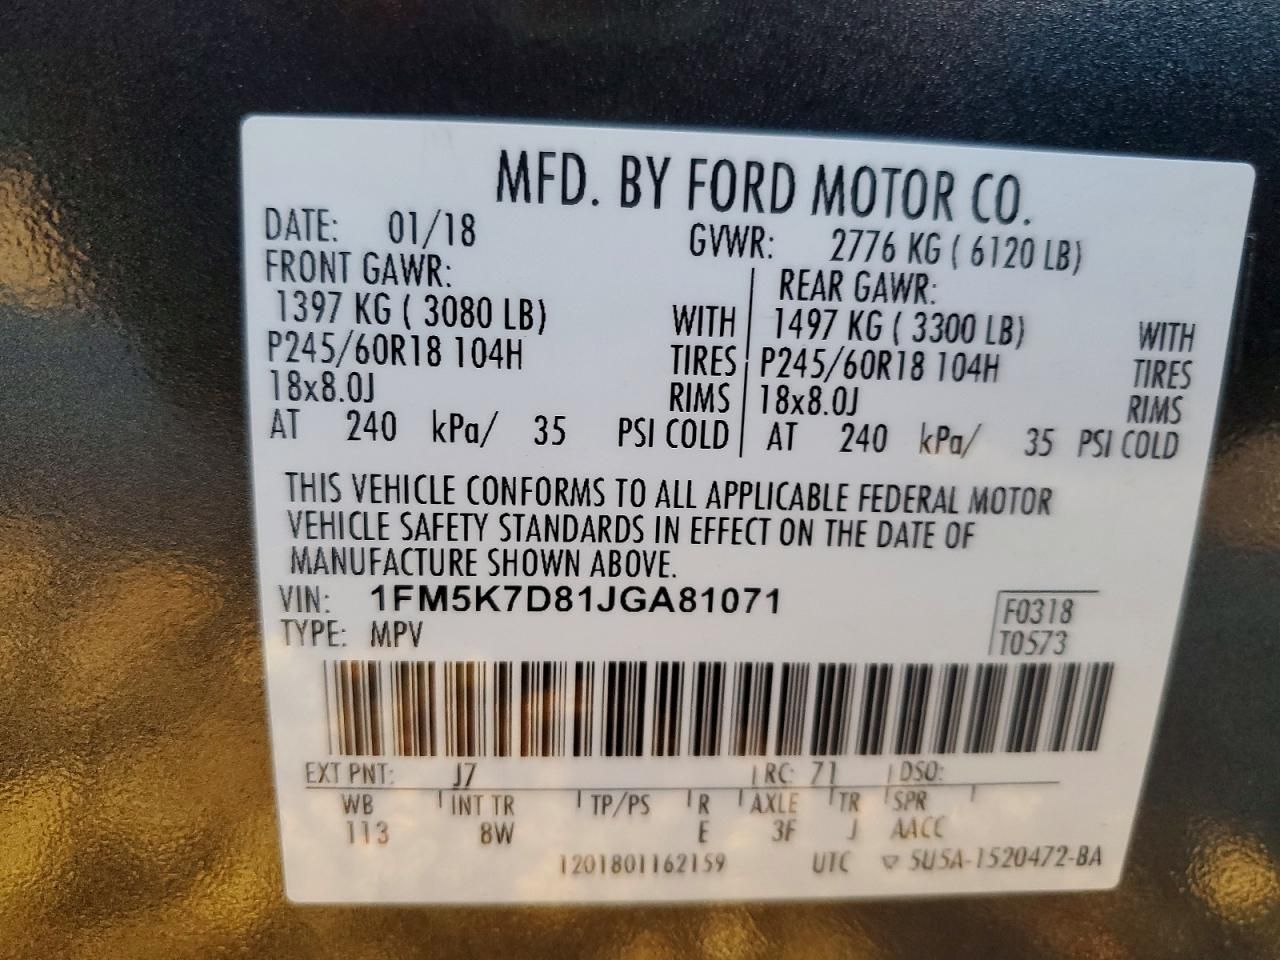 MFD. BY FORD MOTOR CO.
DATE: 01/18 GVWR: 2776 KG ( 6120 LB)
FRONT GAWR: REAR GAWR:
1397 KG ( 3080 LB) WITH 1497 KG ( 3300 LB) WITH
P245/60R18 104H TIRES P245/60R18 104H TIRES
18x8.0J RIMS 18x8.0J RIMS
AT 240 kPa/ 35 PSI COLD AT 240 kPa/ 35 PSI COLD
THIS VEHICLE CONFORMS TO ALL APPLICABLE FEDERAL MOTOR
VEHICLE SAFETY STANDARDS IN EFFECT ON THE DATE OF
MANUFACTURE SHOWN ABOVE.
VIN: 1FM5K7D81JGA81071 F0318
TYPE: MPV T0573
EXT PNT: J7 RC: 71 DSO:
WB INT TR TP/PS R AXLE TR SPR
113 8W E 3F J AACC
1201801162159 UTC ▽ 5U5A-1520472-BA